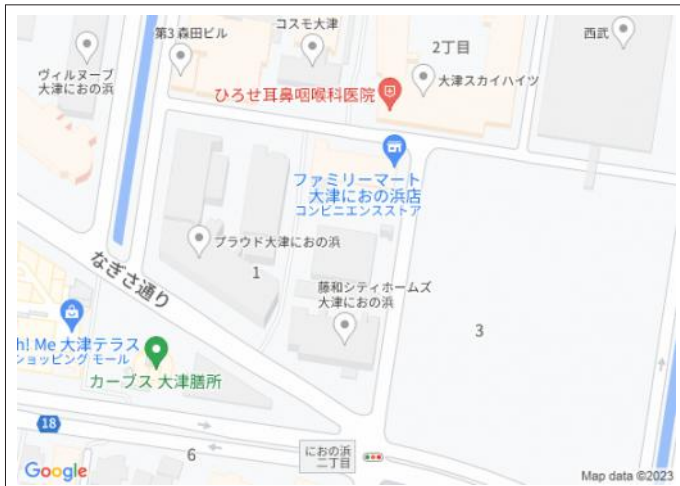 コスモ大津
第3 森田ビル
2丁目
西武
ヴィルヌーブ
大津におの浜
大津スカイハイツ
ひろせ耳鼻咽喉科医院
ファミリーマート
大津におの浜店
コンビニエンスストア
プラウド大津におの浜
なぎさ通り
1
藤和シティホームズ
大津におの浜
3
h! Me 大津テラス
ショッピング モール
カーブス 大津膳所
18
6
におの浜
二丁目
Google
Map data ©2023